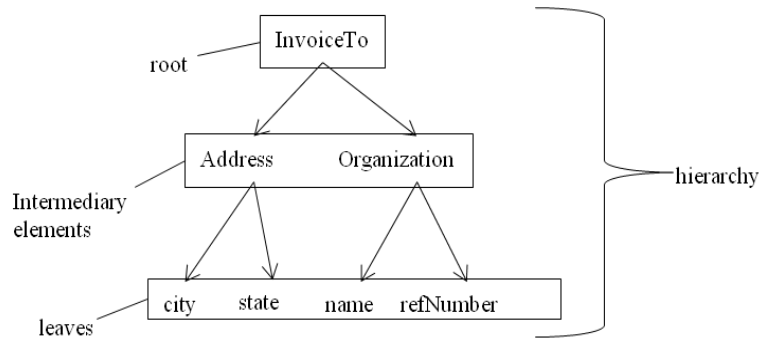 InvoiceTo
root
Address Organization
hierarchy
Intermediary
elements
city state name refNumber
leaves